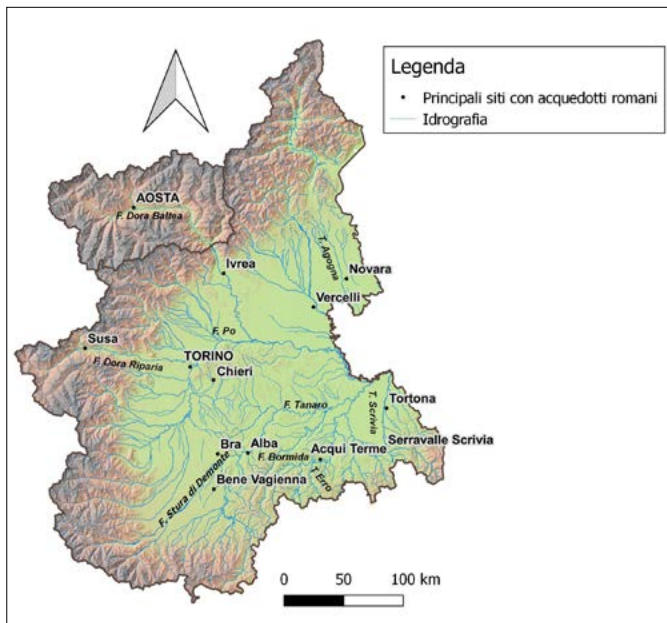 Legenda
Principali siti con acquedotti romani
Idrografia
AOSTA
F. Dora Baltea
Ivrea
T. Agogna
Novara
Vercelli
Susa
F. Po
F. Dora Riparia
TORINO
Chieri
F. Tanaro
T. Scrivia
Tortona
Bra
Alba
F. Bormida
Acqui Terme
Serravalle Scrivia
F. Stura di Demonte
Bene Vagienna
T. Erro
0 50 100 km